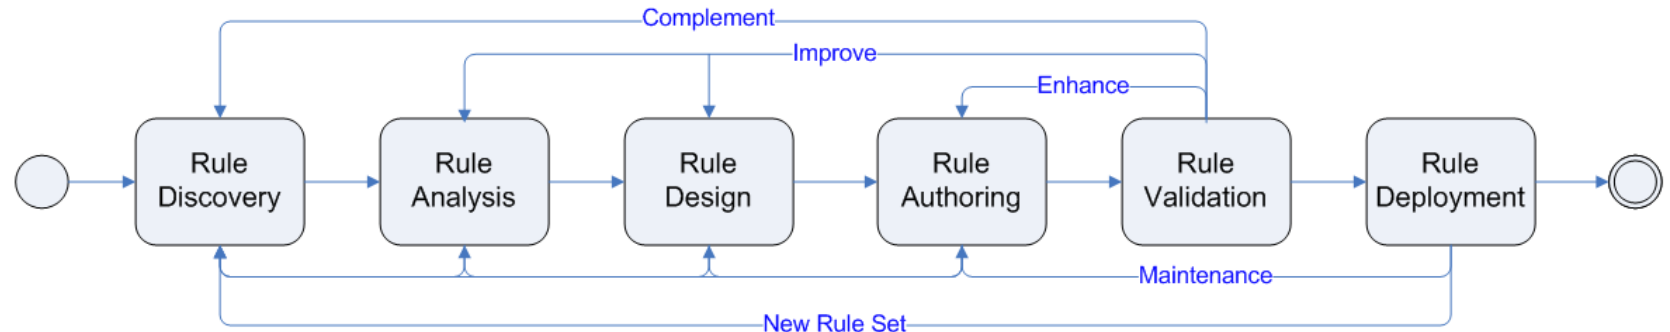 Complement
Improve
Enhance
Rule
Discovery
Rule
Analysis
Rule
Design
Rule
Authoring
Rule
Validation
Rule
Deployment
Maintenance
New Rule Set